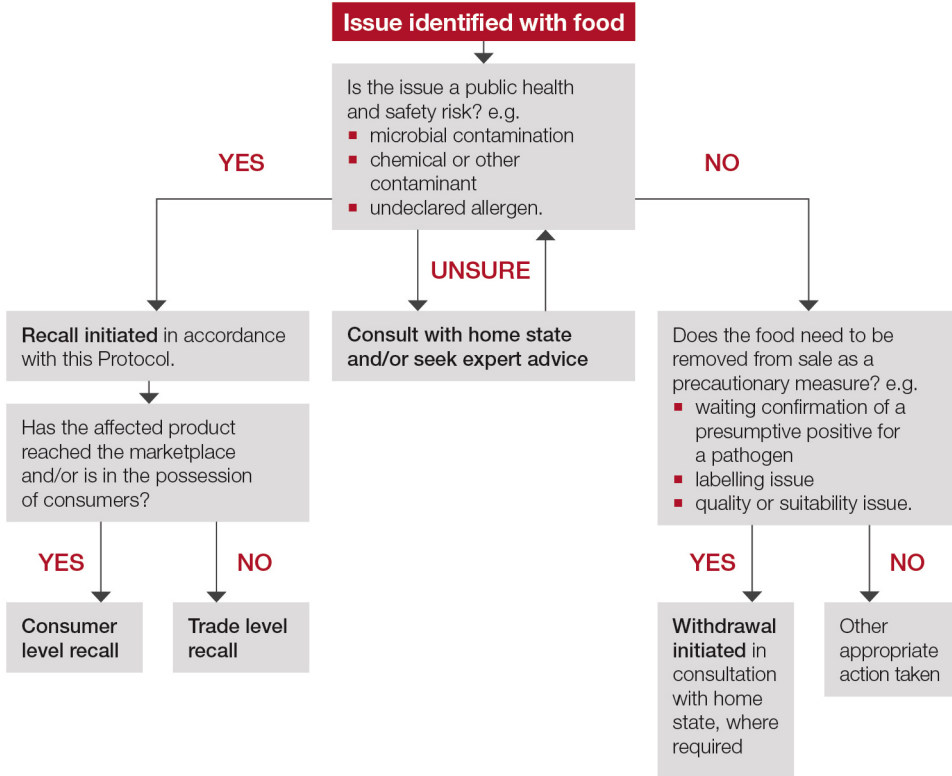 Issue identified with food
Is the issue a public health
and safety risk? e.g.
■ microbial contamination
■ chemical or other
contaminant
■ undeclared allergen.
YES
NO
UNSURE
Recall initiated in accordance
with this Protocol.
Consult with home state
and/or seek expert advice
Does the food need to be
removed from sale as a
precautionary measure? e.g.
■ waiting confirmation of a
presumptive positive for
a pathogen
■ labelling issue
■ quality or suitability issue.
Has the affected product
reached the marketplace
and/or is in the possession
of consumers?
YES
NO
YES
NO
Consumer
level recall
Trade level
recall
Withdrawal
initiated in
consultation
with home
state, where
required
Other
appropriate
action taken